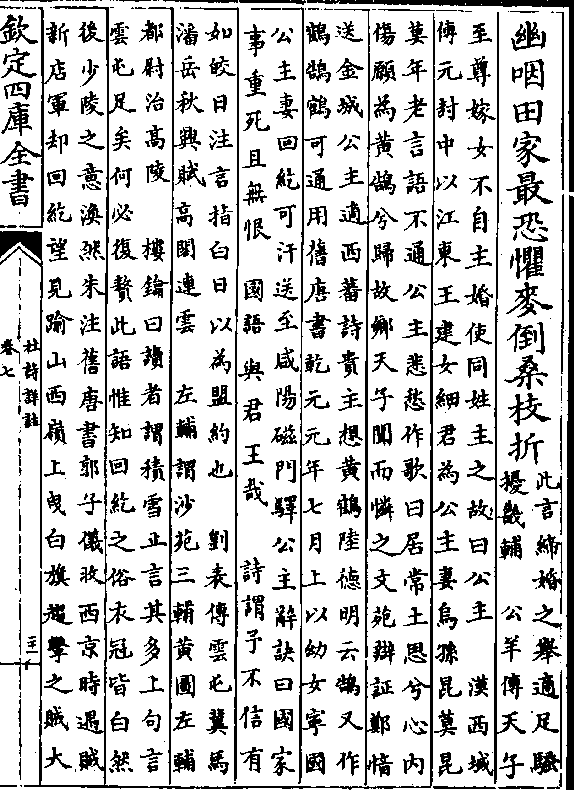 幽咽田家最恐懼麥倒桑枝折
此言締婚之舉適足騷
擾畿輔　公羊傳天子
至尊嫁女不自主婚使同姓主之故曰公主　漢西域
傳元封中以江東王建女細君為公主妻烏孫昆莫昆
莫年老言語不通公主悲愁作歌曰居常土思兮心内
傷願為黄鵠兮歸故鄉天子聞而憐之文苑辯証鄭愔
送金城公主適西蕃詩貴主想黄鶴陸德明云鵠又作
鶴鵠鶴可通用舊唐書乾元元年七月上以幼女寧國
公主妻回紇可汗送至咸陽磁門驛公主辭訣曰國家
事重死且無恨　國語與君王哉　詩謂予不信有
如皎日注言指白日以為盟約也　劉表傳雲屯冀馬
潘岳秋興賦高閣連雲　左輔謂沙苑三輔黄圖左輔
都尉治高陵　樓鑰曰讀者謂積雪止言其多上句言
雲屯足矣何必復贅此語惟知回紇之俗衣冠皆白然
後少陵之意渙然朱注舊唐書郭子儀收西京時遇賊
新店軍却回紇望見踰山西嶺上曳白旗趨擊之賊大
欽定四庫全書
杜詩詳註
卷七